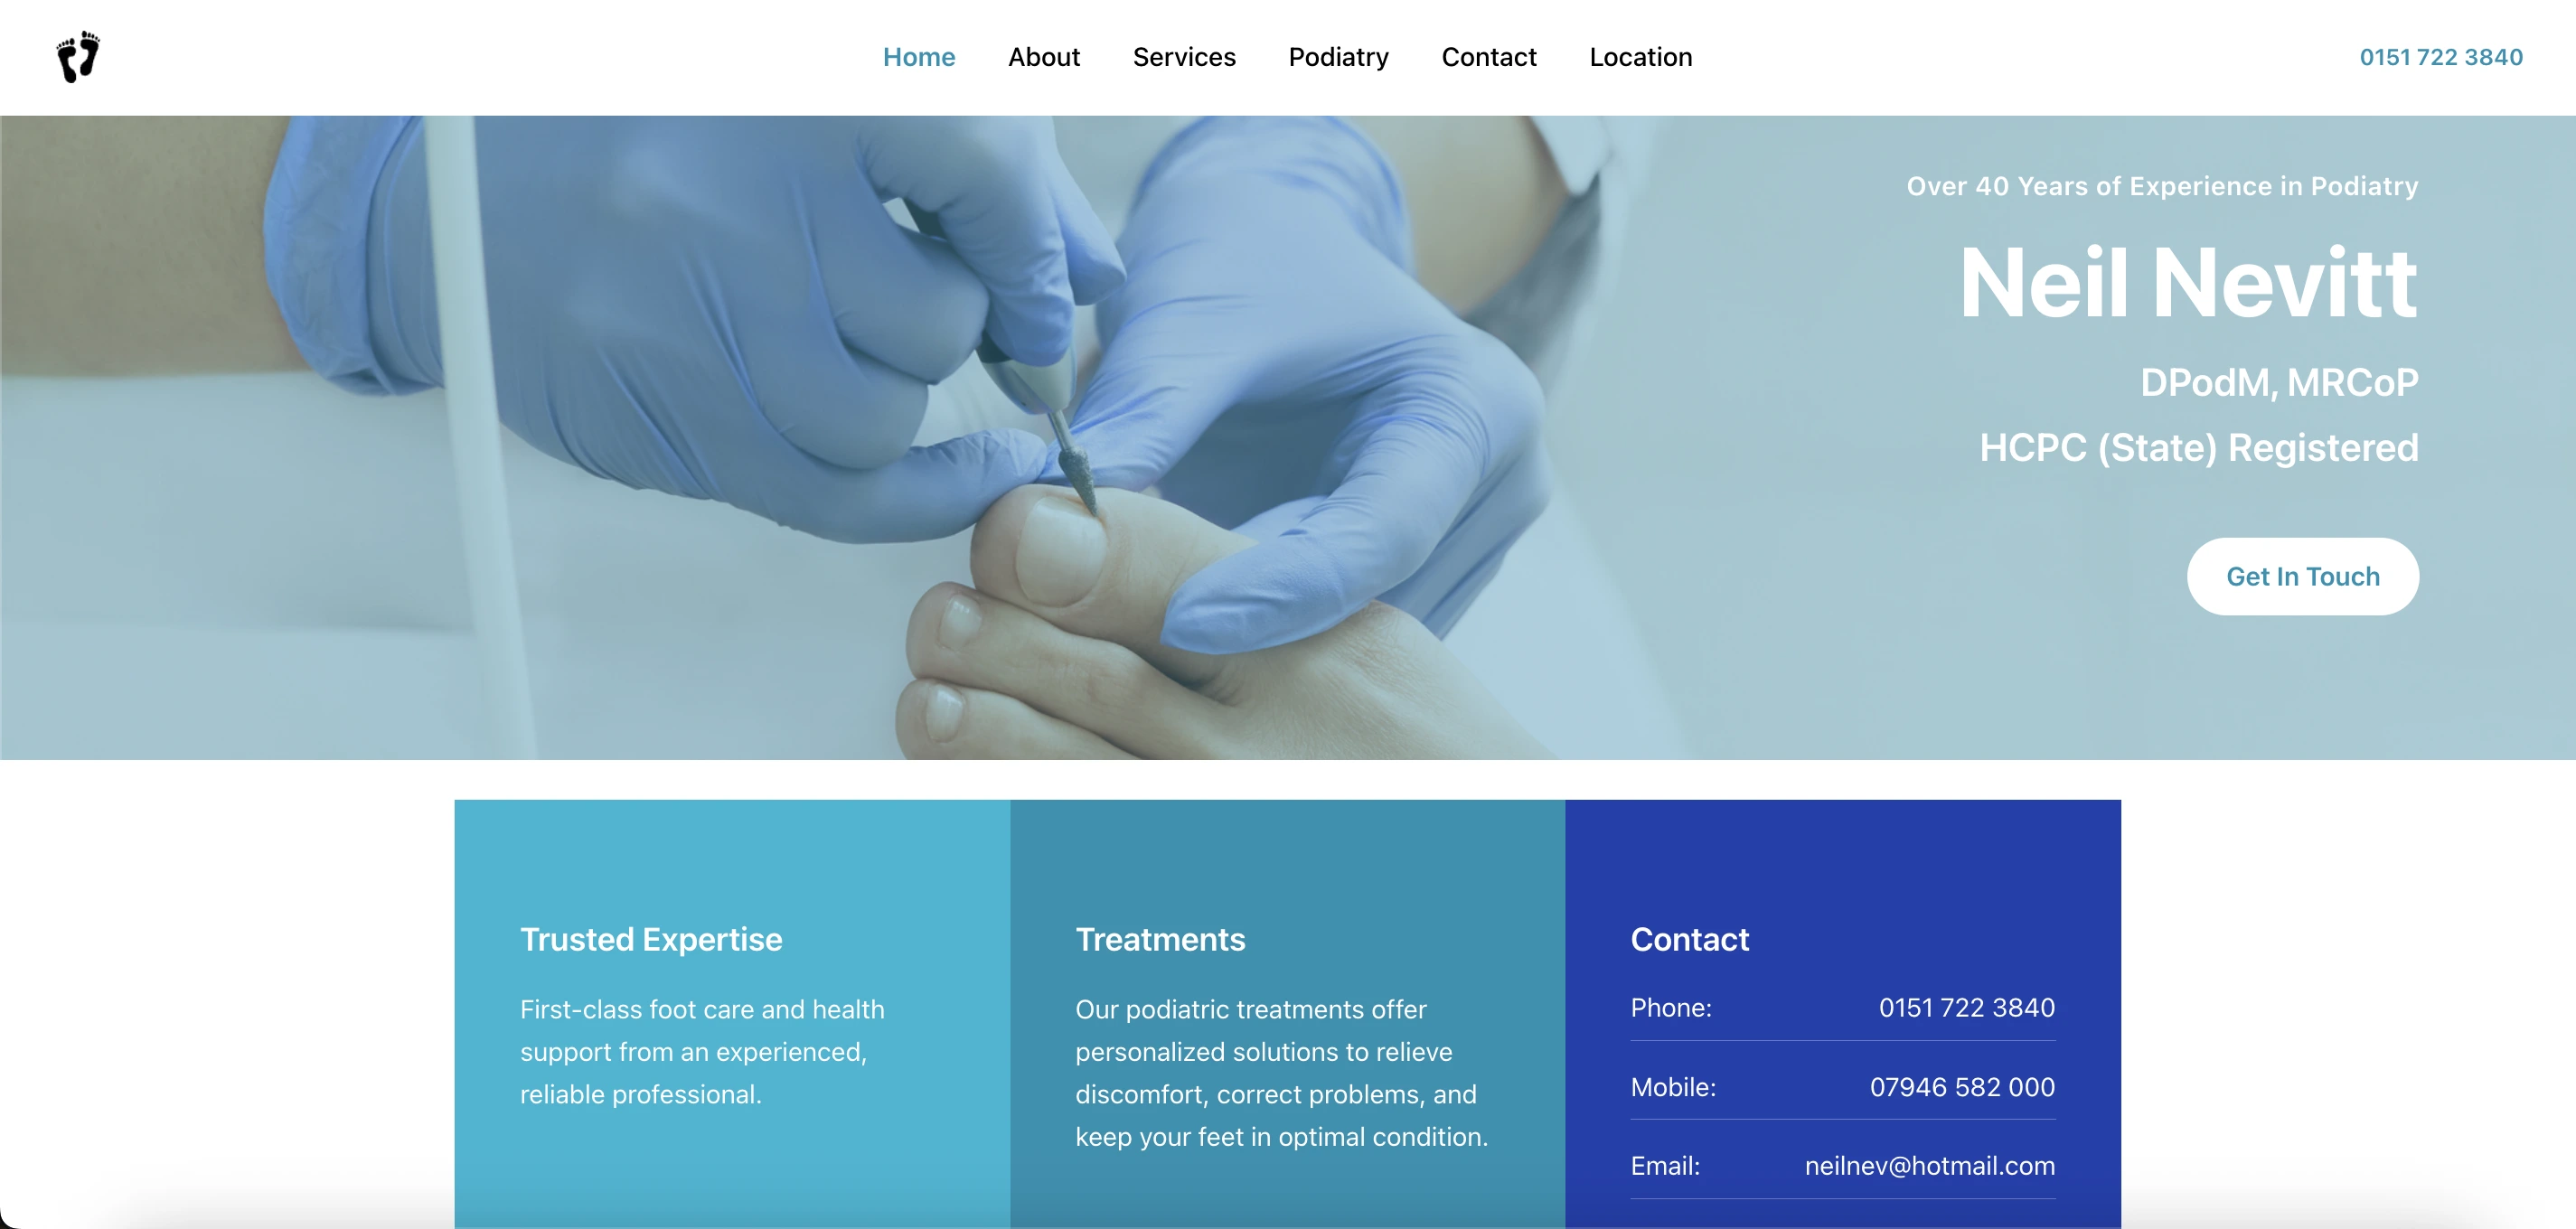 Home About Services Podiatry Contact Location 0151 722 3840
Over 40 Years of Experience in Podiatry
Neil Nevitt
DPodM, MRCoP
HCPC (State) Registered
Get In Touch
Trusted Expertise
First-class foot care and health
support from an experienced,
reliable professional.
Treatments
Our podiatric treatments offer
personalized solutions to relieve
discomfort, correct problems, and
keep your feet in optimal condition.
Contact
Phone: 0151 722 3840
Mobile: 07946 582 000
Email: neilnev@hotmail.com